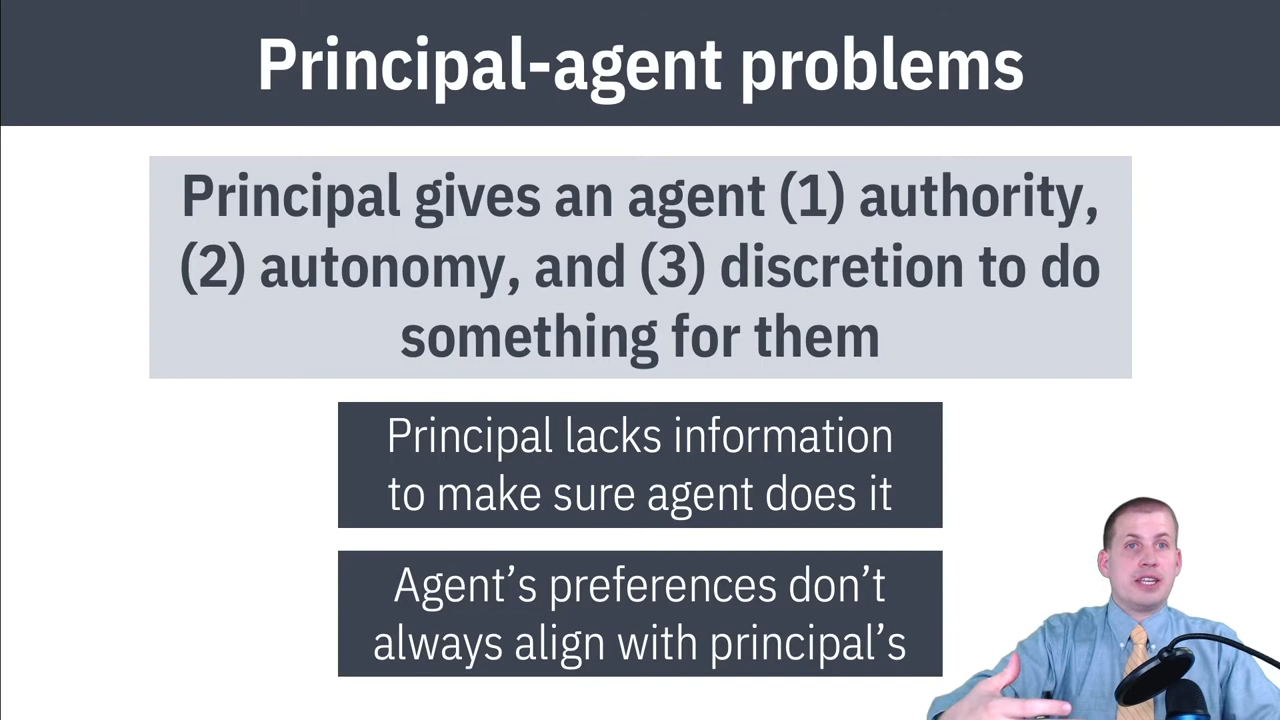 Principal-agent problems
Principal gives an agent (1) authority,
(2) autonomy, and (3) discretion to do
something for them
Principal lacks information
to make sure agent does it
Agent’s preferences don’t
always align with principal’s